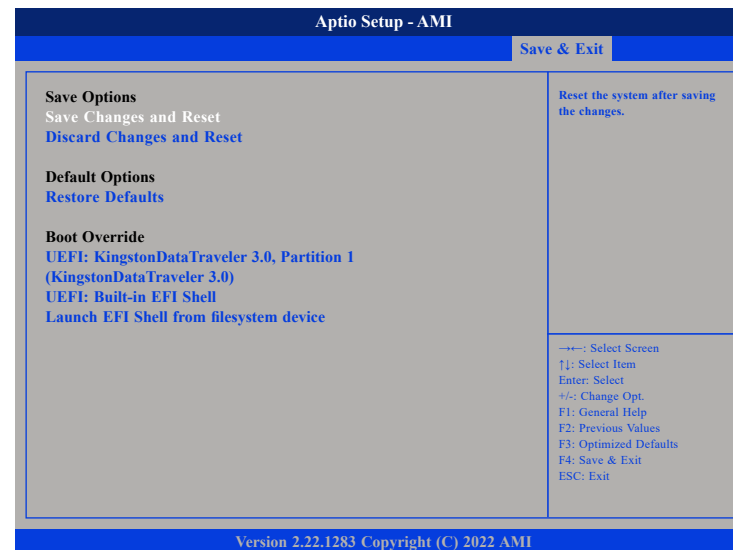 Aptio Setup - AMI
Save & Exit
Save Options
Save Changes and Reset
Discard Changes and Reset
Default Options
Restore Defaults
Boot Override
UEFI: KingstonDataTraveler 3.0, Partition 1
(KingstonDataTraveler 3.0)
UEFI: Built-in EFI Shell
Launch EFI Shell from filesystem device
Reset the system after saving
the changes.
→←: Select Screen
↑↓: Select Item
Enter: Select
+/-: Change Opt.
F1: General Help
F2: Previous Values
F3: Optimized Defaults
F4: Save & Exit
ESC: Exit
Version 2.22.1283 Copyright (C) 2022 AMI